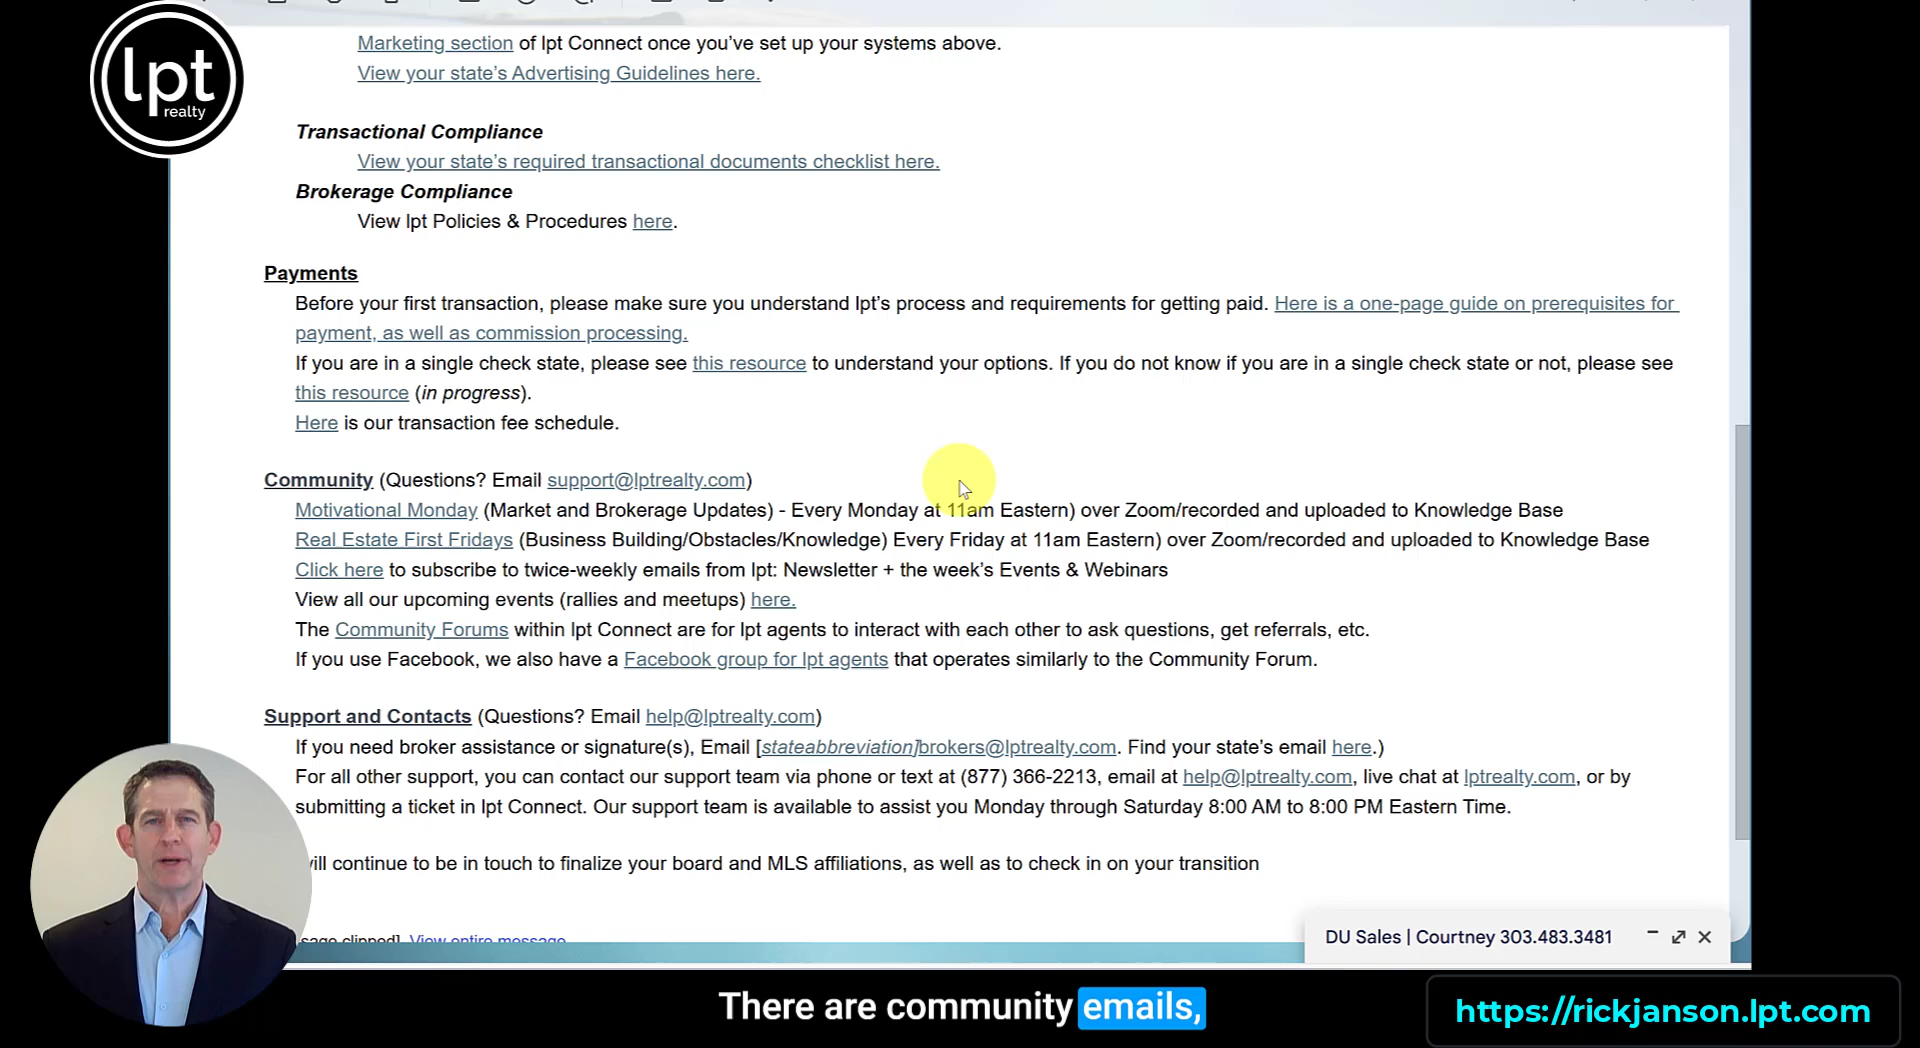 lpt
realty
Marketing section of lpt Connect once you've set up your systems above.
View your state's Advertising Guidelines here.
Transactional Compliance
View your state's required transactional documents checklist here.
Brokerage Compliance
View lpt Policies & Procedures here.
Payments
Before your first transaction, please make sure you understand lpt's process and requirements for getting paid. Here is a one-page guide on prerequisites for
payment, as well as commission processing.
If you are in a single check state, please see this resource to understand your options. If you do not know if you are in a single check state or not, please see
this resource (in progress).
Here is our transaction fee schedule.
Community (Questions? Email support@lptrealty.com)
Motivational Monday (Market and Brokerage Updates) - Every Monday at 11am Eastern) over Zoom/recorded and uploaded to Knowledge Base
Real Estate First Fridays (Business Building/Obstacles/Knowledge) Every Friday at 11am Eastern) over Zoom/recorded and uploaded to Knowledge Base
Click here to subscribe to twice-weekly emails from lpt: Newsletter + the week's Events & Webinars
View all our upcoming events (rallies and meetups) here.
The Community Forums within lpt Connect are for lpt agents to interact with each other to ask questions, get referrals, etc.
If you use Facebook, we also have a Facebook group for lpt agents that operates similarly to the Community Forum.
Support and Contacts (Questions? Email help@lptrealty.com)
If you need broker assistance or signature(s), Email [stateabbreviation]brokers@lptrealty.com. Find your state's email here.)
For all other support, you can contact our support team via phone or text at (877) 366-2213, email at help@lptrealty.com, live chat at lptrealty.com, or by
submitting a ticket in lpt Connect. Our support team is available to assist you Monday through Saturday 8:00 AM to 8:00 PM Eastern Time.
will continue to be in touch to finalize your board and MLS affiliations, as well as to check in on your transition
sage clipped] View entire message
DU Sales | Courtney 303.483.3481
There are community emails,
https://rickjanson.lpt.com